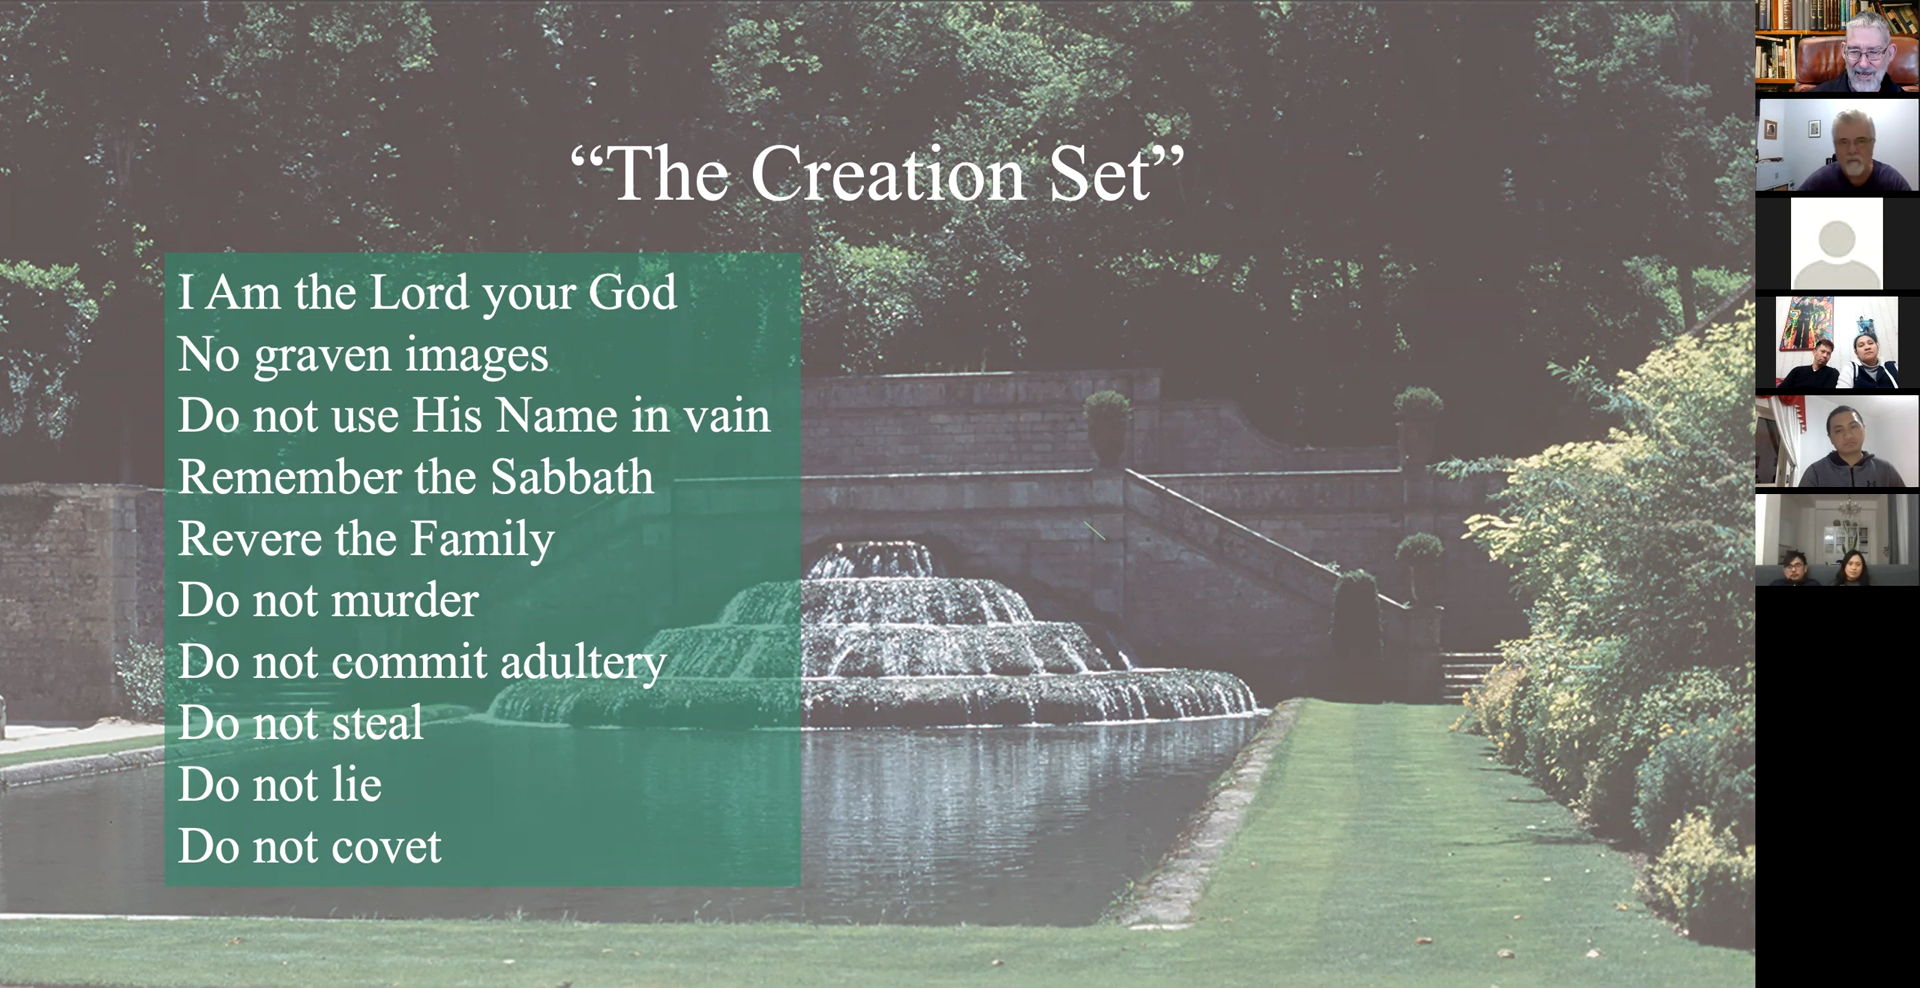 “The Creation Set”
I Am the Lord your God
No graven images
Do not use His Name in vain
Remember the Sabbath
Revere the Family
Do not murder
Do not commit adultery
Do not steal
Do not lie
Do not covet